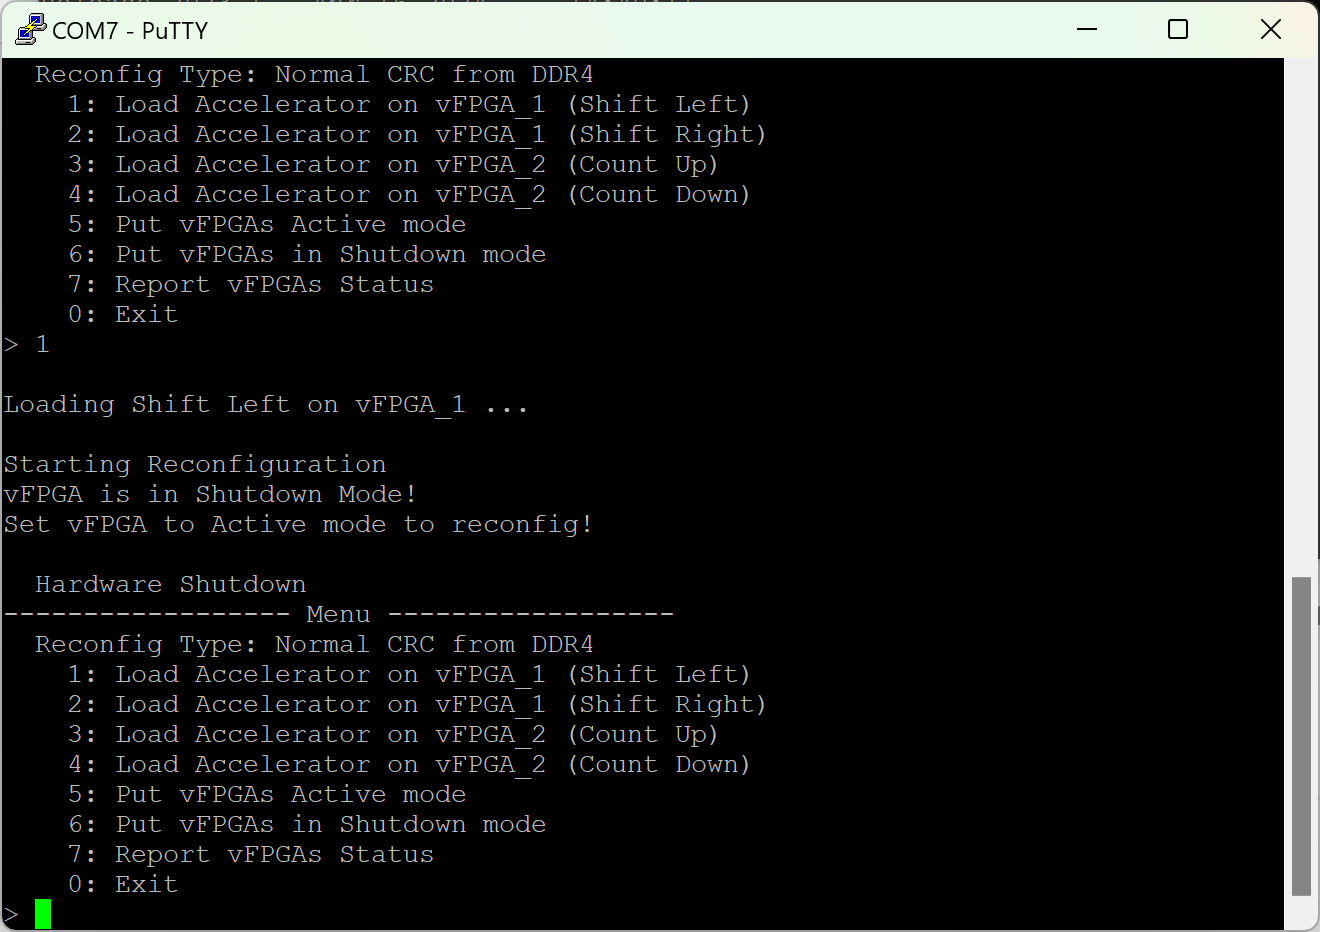 COM7 - PuTTY
Reconfig Type: Normal CRC from DDR4
1: Load Accelerator on vFPGA_1 (Shift Left)
2: Load Accelerator on vFPGA_1 (Shift Right)
3: Load Accelerator on vFPGA_2 (Count Up)
4: Load Accelerator on vFPGA_2 (Count Down)
5: Put vFPGAs Active mode
6: Put vFPGAs in Shutdown mode
7: Report vFPGAs Status
0: Exit
> 1
Loading Shift Left on vFPGA_1 ...
Starting Reconfiguration
vFPGA is in Shutdown Mode!
Set vFPGA to Active mode to reconfig!
Hardware Shutdown
------------------ Menu ------------------
Reconfig Type: Normal CRC from DDR4
1: Load Accelerator on vFPGA_1 (Shift Left)
2: Load Accelerator on vFPGA_1 (Shift Right)
3: Load Accelerator on vFPGA_2 (Count Up)
4: Load Accelerator on vFPGA_2 (Count Down)
5: Put vFPGAs Active mode
6: Put vFPGAs in Shutdown mode
7: Report vFPGAs Status
0: Exit
>